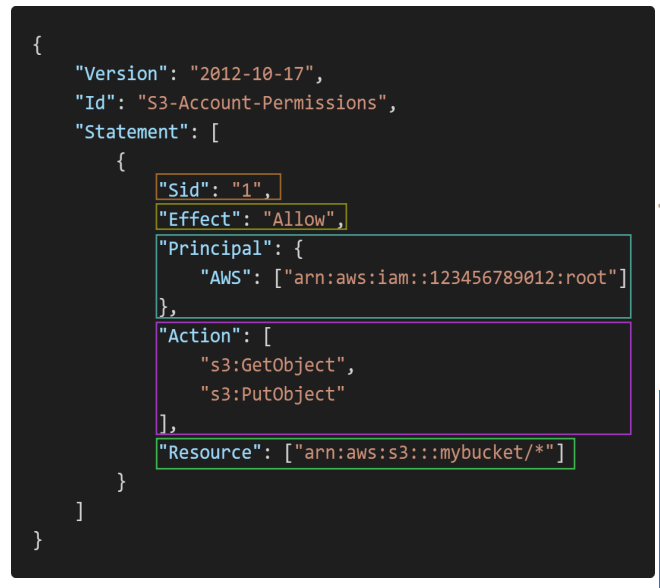 {
    "Version": "2012-10-17",
    "Id": "S3-Account-Permissions",
    "Statement": [
        {
            "Sid": "1",
            "Effect": "Allow",
            "Principal": {
                "AWS": ["arn:aws:iam::123456789012:root"]
            },
            "Action": [
                "s3:GetObject",
                "s3:PutObject"
            ],
            "Resource": ["arn:aws:s3:::mybucket/*"]
        }
    ]
}